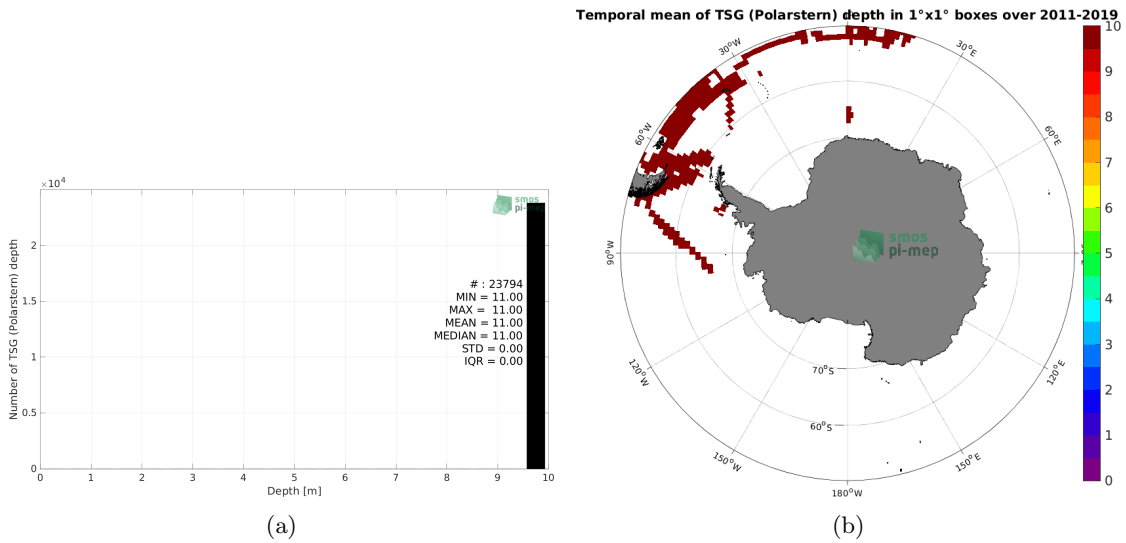 Temporal mean of TSG (Polarstern) depth in 1°x1° boxes over 2011-2019
×10⁴
Number of TSG (Polarstern) depth
2
1.5
1
0.5
0
smos
pi-mep
# : 23794
MIN = 11.00
MAX = 11.00
MEAN = 11.00
MEDIAN = 11.00
STD = 0.00
IQR = 0.00
0 1 2 3 4 5 6 7 8 9 10
Depth [m]
(a)
30°W
30°E
60°W
60°E
90°W
120°W
120°E
150°W
150°E
180°W
70°S
60°S
smos
pi-mep
10
9
8
7
6
5
4
3
2
1
0
(b)